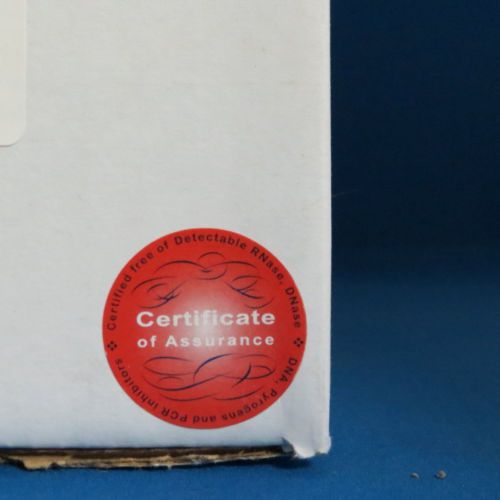 Certified free of Detectable RNase, DNase
Certificate
of Assurance
DNA, Pyrogens and PCR Inhibitors